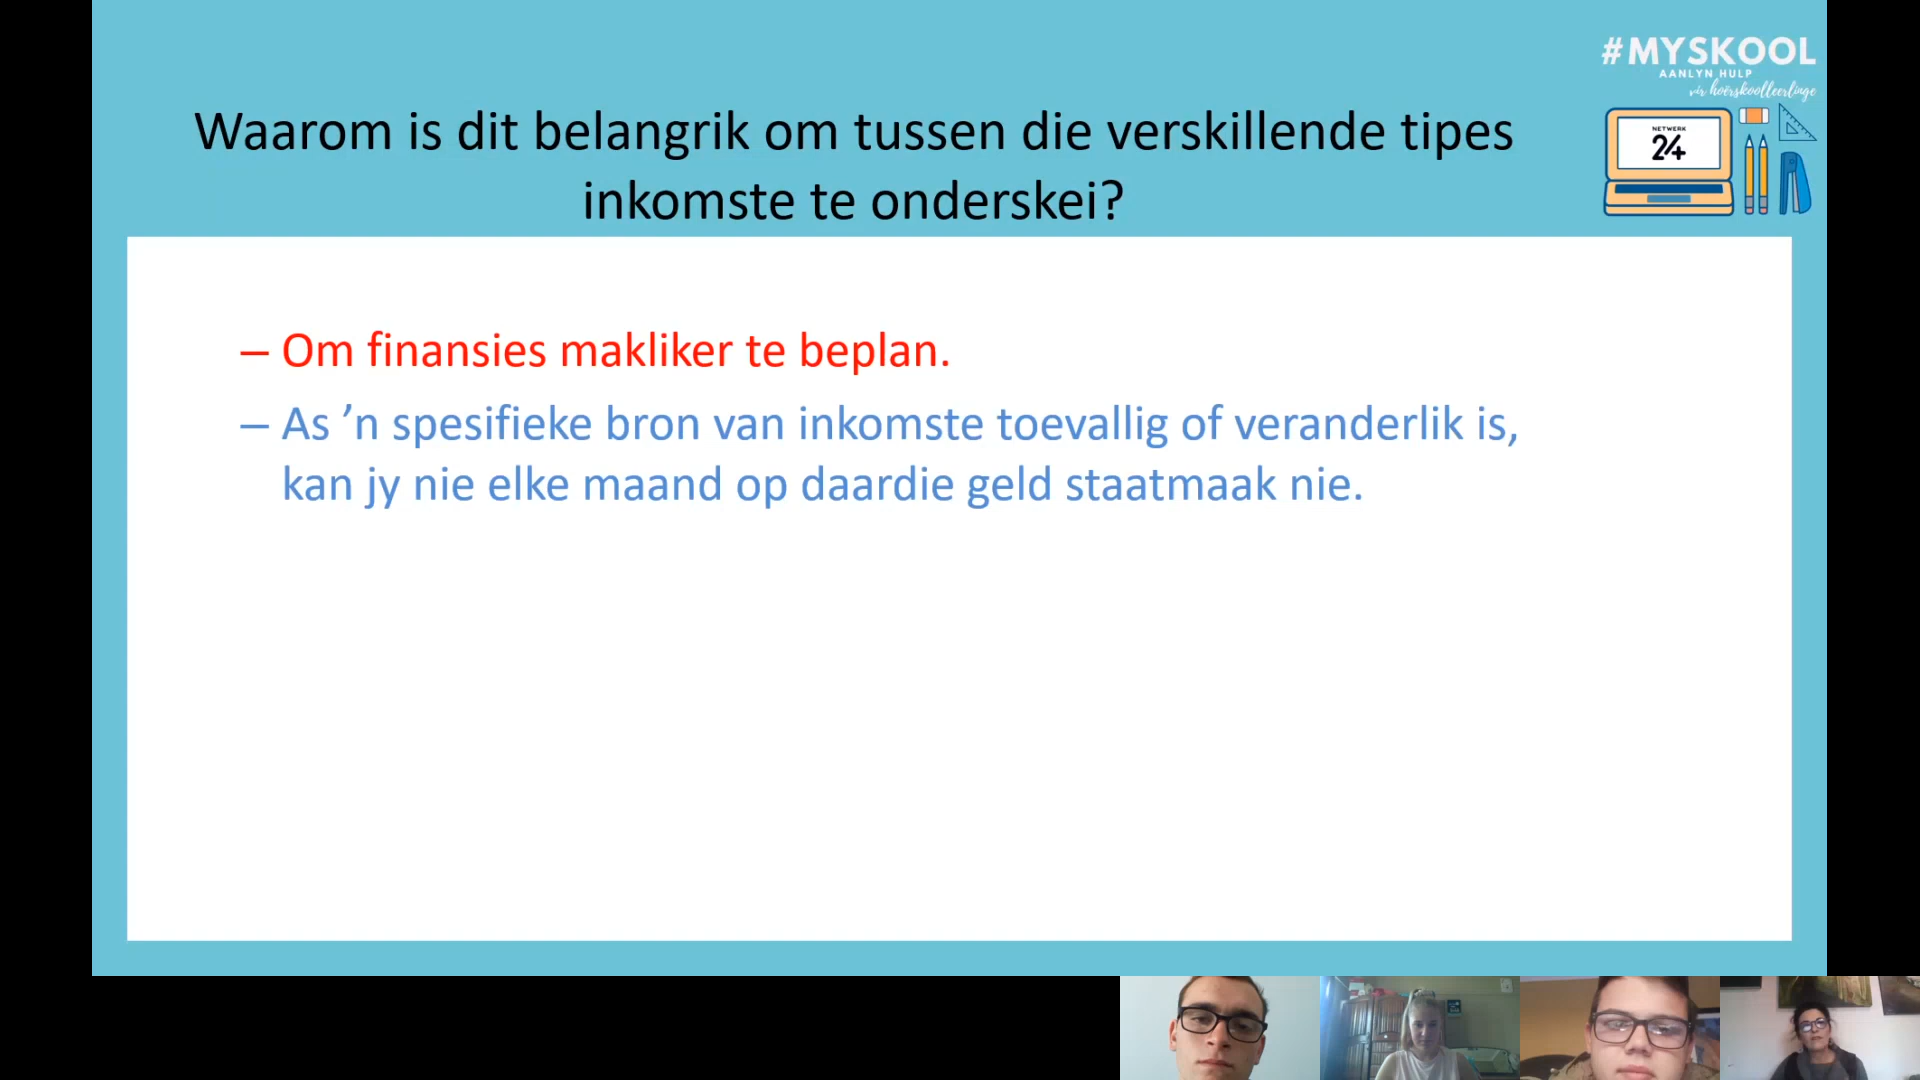 #MYSKOOL
AANLYN HULP
vir hoërskoolleerlinge
NETWERK
24
Waarom is dit belangrik om tussen die verskillende tipes
inkomste te onderskei?
– Om finansies makliker te beplan.
– As ’n spesifieke bron van inkomste toevallig of veranderlik is,
kan jy nie elke maand op daardie geld staatmaak nie.